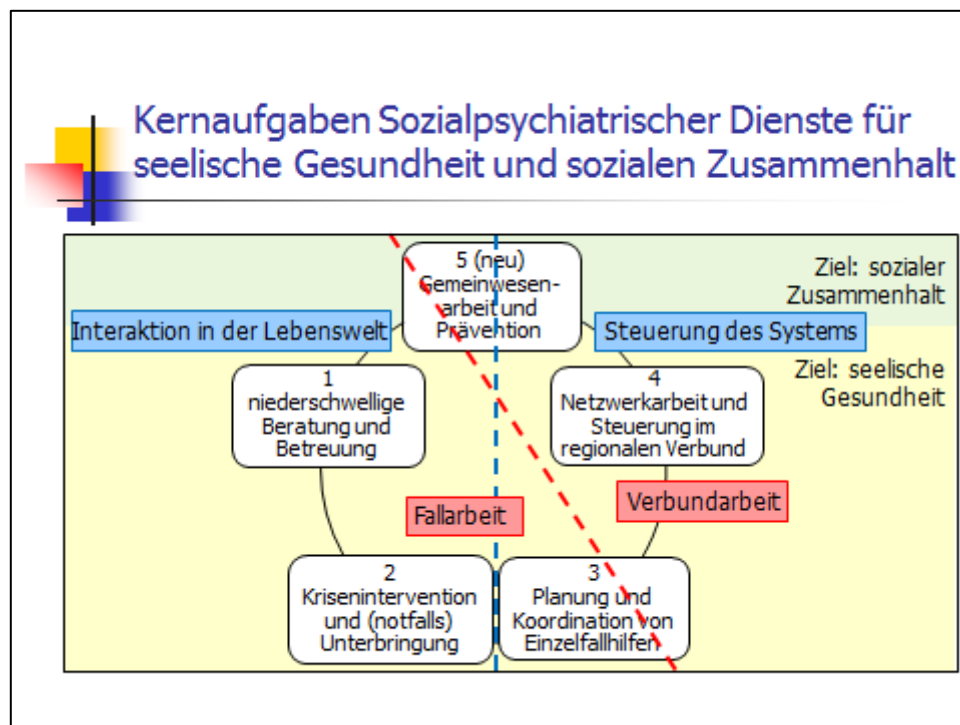 Kernaufgaben Sozialpsychiatrischer Dienste für
seelische Gesundheit und sozialen Zusammenhalt
5 (neu)
Gemeinwesen-
arbeit und
Prävention
Ziel: sozialer
Zusammenhalt
Interaktion in der Lebenswelt
Steuerung des Systems
Ziel: seelische
Gesundheit
1
niederschwellige
Beratung und
Betreuung
4
Netzwerkarbeit und
Steuerung im
regionalen Verbund
Fallarbeit
Verbundarbeit
2
Krisenintervention
und (notfalls)
Unterbringung
3
Planung und
Koordination von
Einzelfallhilfen